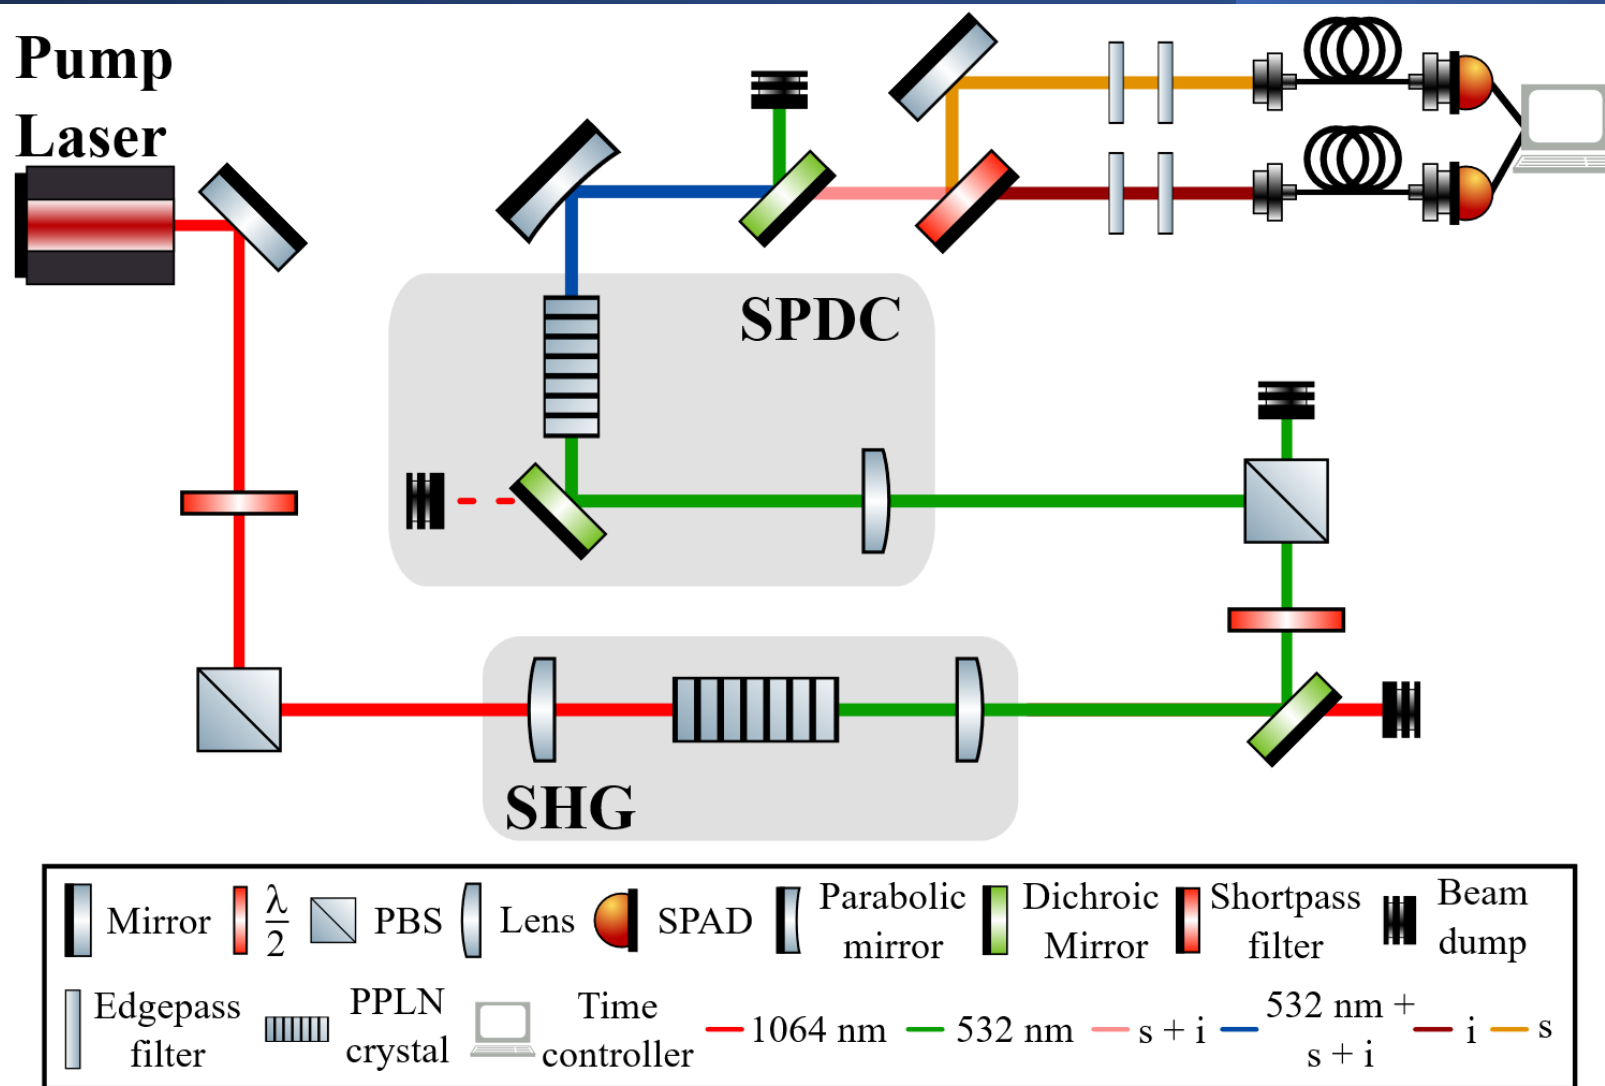 Pump
Laser
SPDC
SHG
Mirror
λ
2
PBS
Lens
SPAD
Parabolic
mirror
Dichroic
Mirror
Shortpass
filter
Beam
dump
Edgepass
filter
PPLN
crystal
Time
controller
1064 nm
532 nm
s + i
532 nm +
s + i
i
s